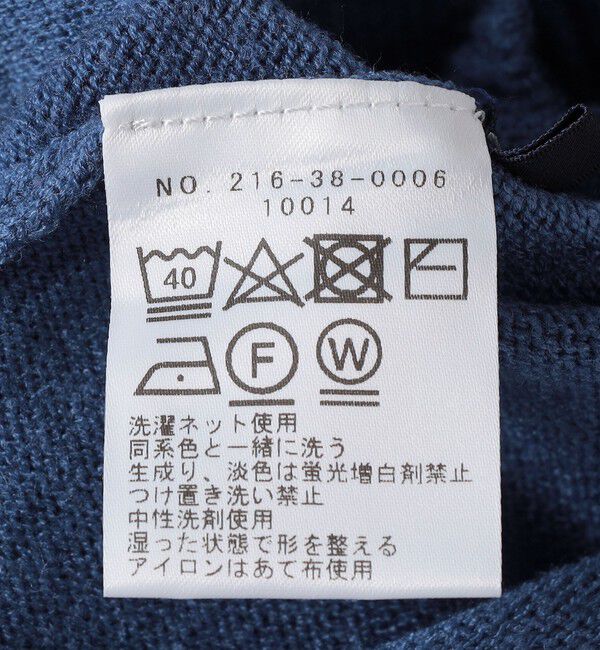 NO. 216-38-0006
10014
40
F W
洗濯ネット使用
同系色と一緒に洗う
生成り、淡色は蛍光増白剤禁止
つけ置き洗い禁止
中性洗剤使用
湿った状態で形を整える
アイロンはあて布使用